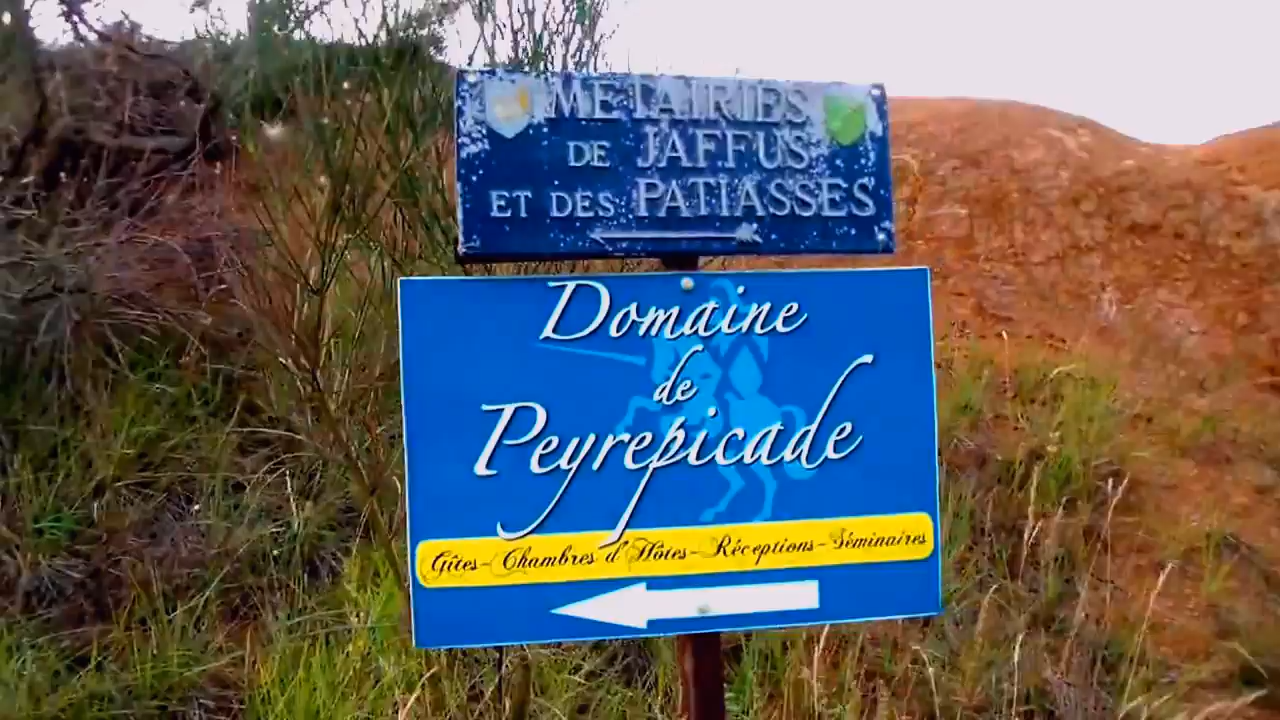 METAIRIES
DE JAFFUS
ET DES PATIASSES
Domaine
de
Peyrepicade
Gîtes-Chambres d'Hôtes-Réceptions-Séminaires